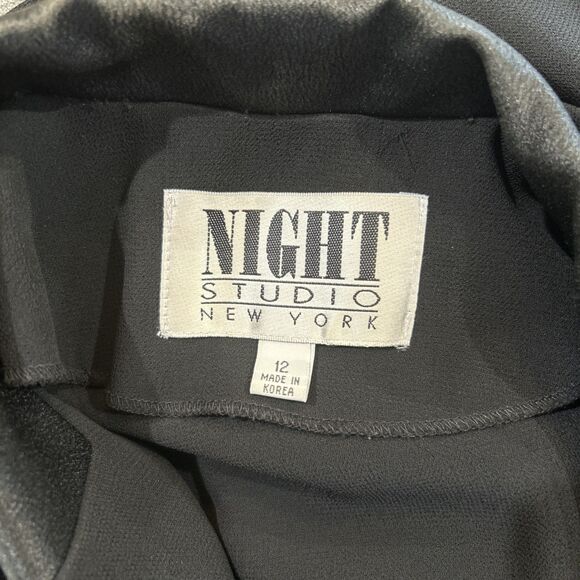 NIGHT
STUDIO
NEW YORK
12
MADE IN
KOREA